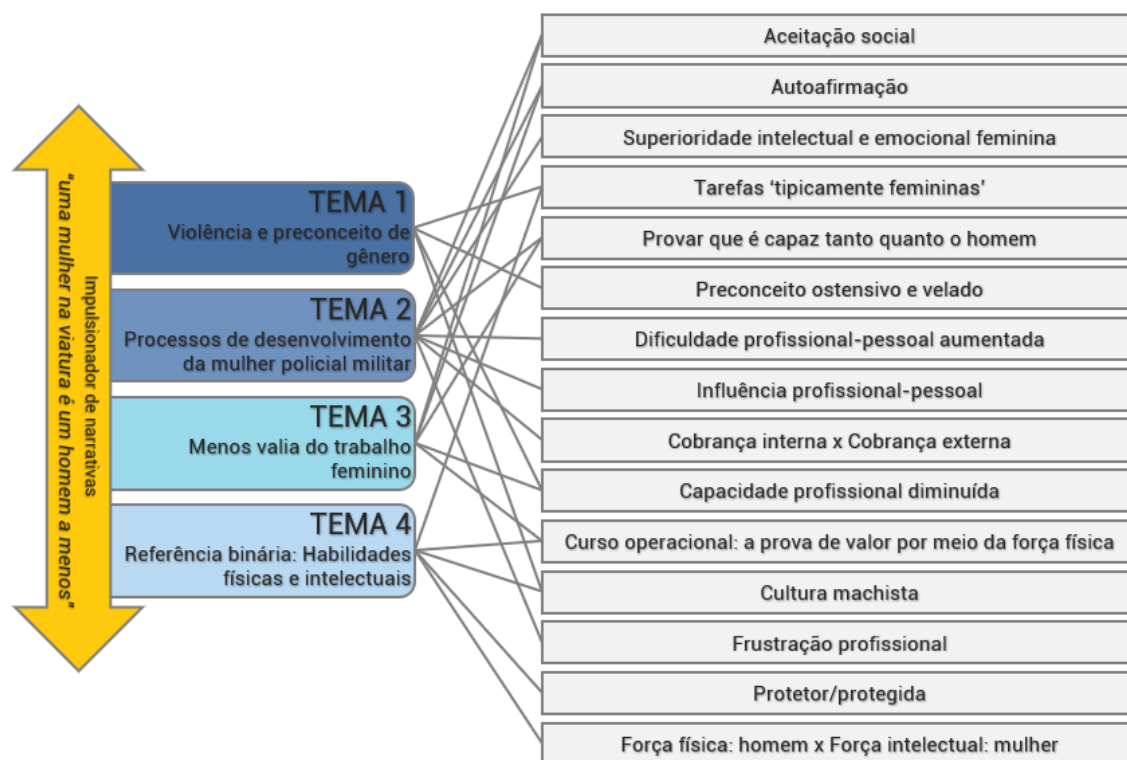 "uma mulher na viatura é um homem a menos"
Impulsionador de narrativas
TEMA 1
Violência e preconceito de
gênero
TEMA 2
Processos de desenvolvimento
da mulher policial militar
TEMA 3
Menos valia do trabalho
feminino
TEMA 4
Referência binária: Habilidades
físicas e intelectuais
Aceitação social
Autoafirmação
Superioridade intelectual e emocional feminina
Tarefas ‘tipicamente femininas’
Provar que é capaz tanto quanto o homem
Preconceito ostensivo e velado
Dificuldade profissional-pessoal aumentada
Influência profissional-pessoal
Cobrança interna x Cobrança externa
Capacidade profissional diminuída
Curso operacional: a prova de valor por meio da força física
Cultura machista
Frustração profissional
Protetor/protegida
Força física: homem x Força intelectual: mulher